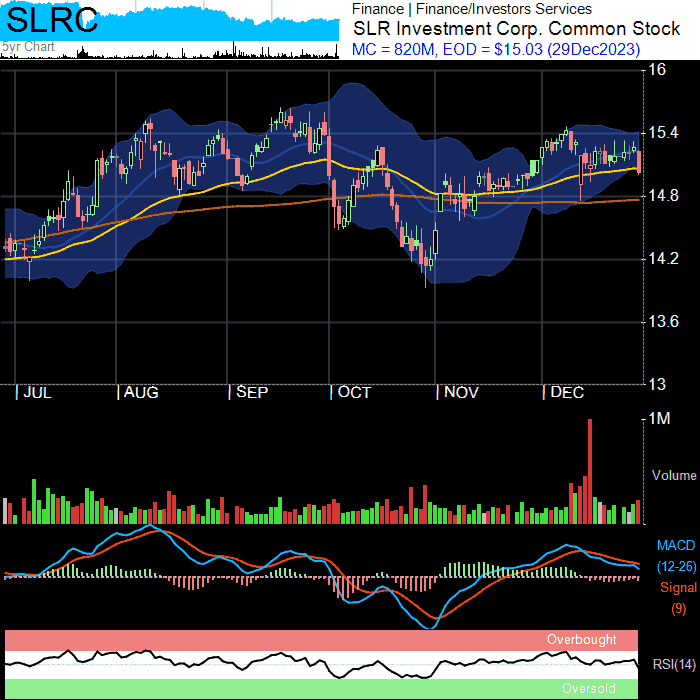 SLRC
5yr Chart
Finance | Finance/Investors Services
SLR Investment Corp. Common Stock
MC = 820M, EOD = $15.03 (29Dec2023)
16
15.4
14.8
14.2
13.6
13
JUL AUG SEP OCT NOV DEC
1M
Volume
MACD
(12-26)
Signal
(9)
Overbought
RSI(14)
Oversold